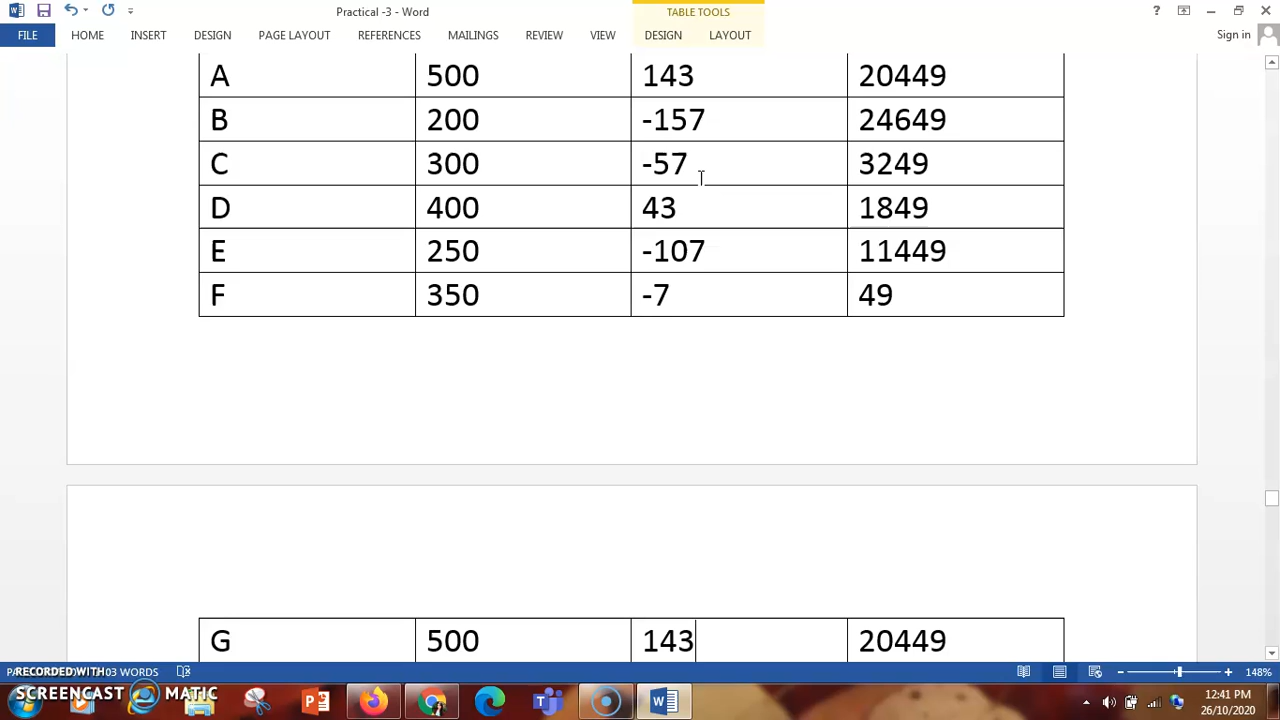 Practical -3 - Word
TABLE TOOLS
?
FILE HOME INSERT DESIGN PAGE LAYOUT REFERENCES MAILINGS REVIEW VIEW DESIGN LAYOUT Sign in
A 500 143 20449
B 200 -157 24649
C 300 -57 3249
D 400 43 1849
E 250 -107 11449
F 350 -7 49
G 500 143 20449
RECORDED WITH
03 WORDS
148%
SCREENCAST MATIC
12:41 PM
26/10/2020